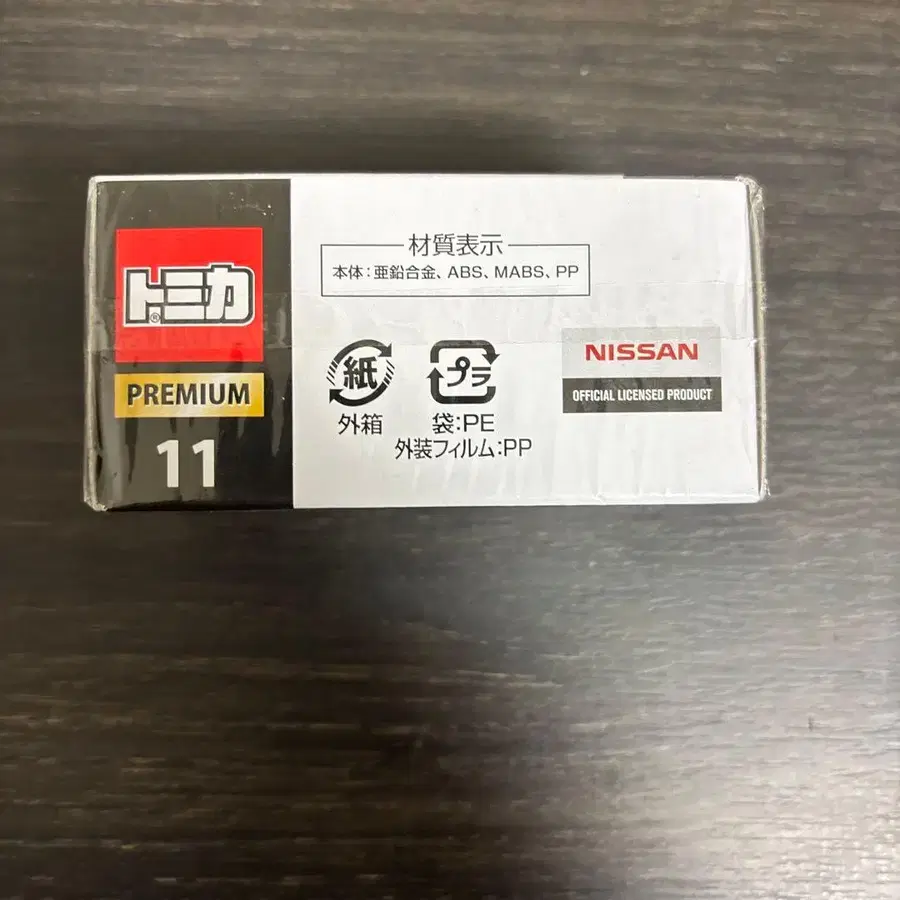 トミカ®
PREMIUM
11
材質表示
本体：亜鉛合金、ABS、MABS、PP
紙
外箱
プラ
袋：PE
外装フィルム：PP
NISSAN
OFFICIAL LICENSED PRODUCT